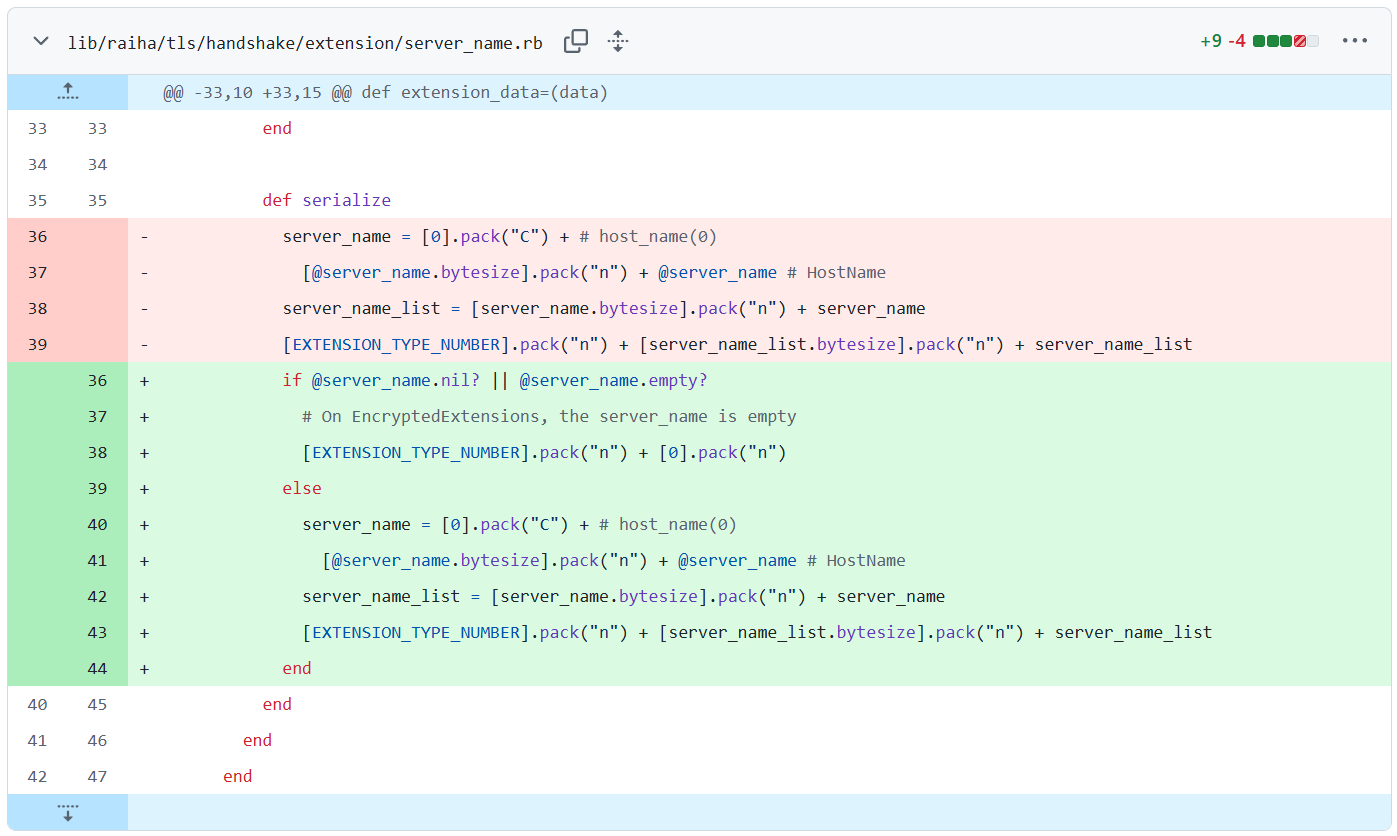 lib/raiha/tls/handshake/extension/server_name.rb +9 -4
@@ -33,10 +33,15 @@ def extension_data=(data)
33 33 end
34 34
35 35 def serialize
36 - server_name = [0].pack("C") + # host_name(0)
37 - [@server_name.bytesize].pack("n") + @server_name # HostName
38 - server_name_list = [server_name.bytesize].pack("n") + server_name
39 - [EXTENSION_TYPE_NUMBER].pack("n") + [server_name_list.bytesize].pack("n") + server_name_list
36 + if @server_name.nil? || @server_name.empty?
37 + # On EncryptedExtensions, the server_name is empty
38 + [EXTENSION_TYPE_NUMBER].pack("n") + [0].pack("n")
39 + else
40 + server_name = [0].pack("C") + # host_name(0)
41 + [@server_name.bytesize].pack("n") + @server_name # HostName
42 + server_name_list = [server_name.bytesize].pack("n") + server_name
43 + [EXTENSION_TYPE_NUMBER].pack("n") + [server_name_list.bytesize].pack("n") + server_name_list
44 + end
40 45 end
41 46 end
42 47 end